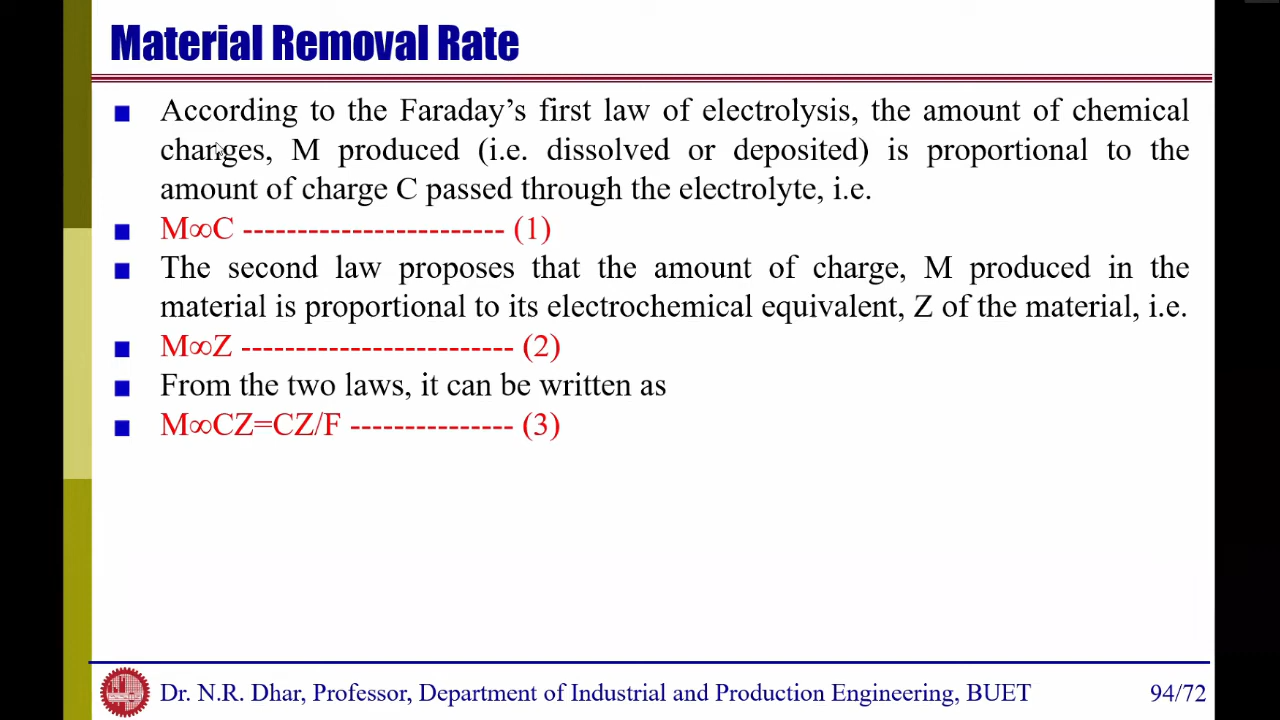 Material Removal Rate
According to the Faraday’s first law of electrolysis, the amount of chemical
changes, M produced (i.e. dissolved or deposited) is proportional to the
amount of charge C passed through the electrolyte, i.e.
M∞C ------------------------ (1)
The second law proposes that the amount of charge, M produced in the
material is proportional to its electrochemical equivalent, Z of the material, i.e.
M∞Z ------------------------- (2)
From the two laws, it can be written as
M∞CZ=CZ/F --------------- (3)
Dr. N.R. Dhar, Professor, Department of Industrial and Production Engineering, BUET
94/72